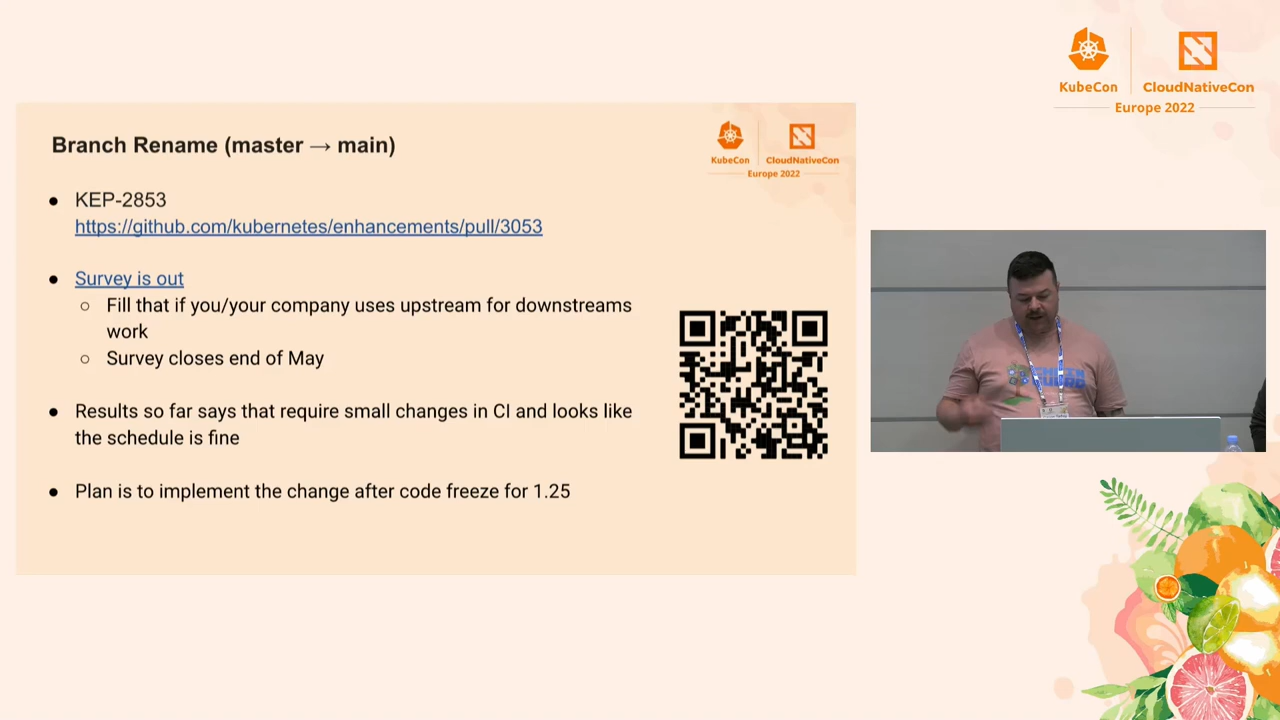 KubeCon
CloudNativeCon
Europe 2022
Branch Rename (master → main)
KubeCon
CloudNativeCon
Europe 2022
● KEP-2853
https://github.com/kubernetes/enhancements/pull/3053
● Survey is out
○ Fill that if you/your company uses upstream for downstreams
work
○ Survey closes end of May
● Results so far says that require small changes in CI and looks like
the schedule is fine
● Plan is to implement the change after code freeze for 1.25